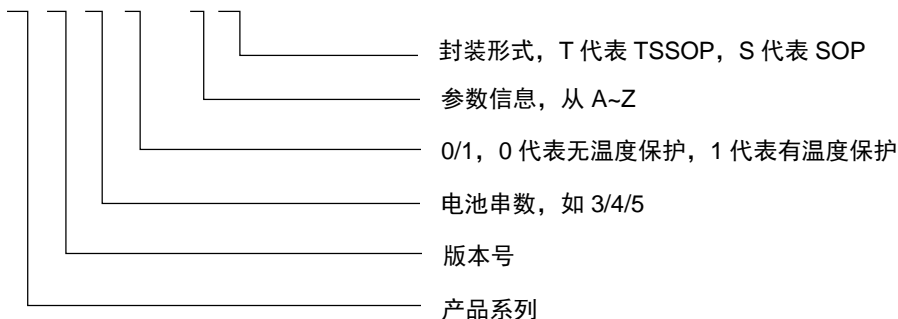 封装形式，T 代表 TSSOP，S 代表 SOP
参数信息，从 A~Z
0/1，0 代表无温度保护，1 代表有温度保护
电池串数，如 3/4/5
版本号
产品系列